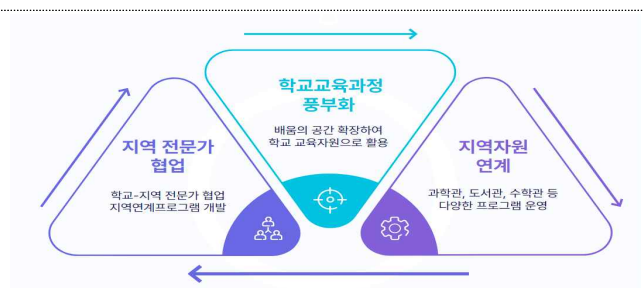 지역 전문가
협업
학교-지역 전문가 협업
지역연계프로그램 개발
학교교육과정
풍부화
배움의 공간 확장하여
학교 교육자원으로 활용
지역자원
연계
과학관, 도서관, 수학관 등
다양한 프로그램 운영